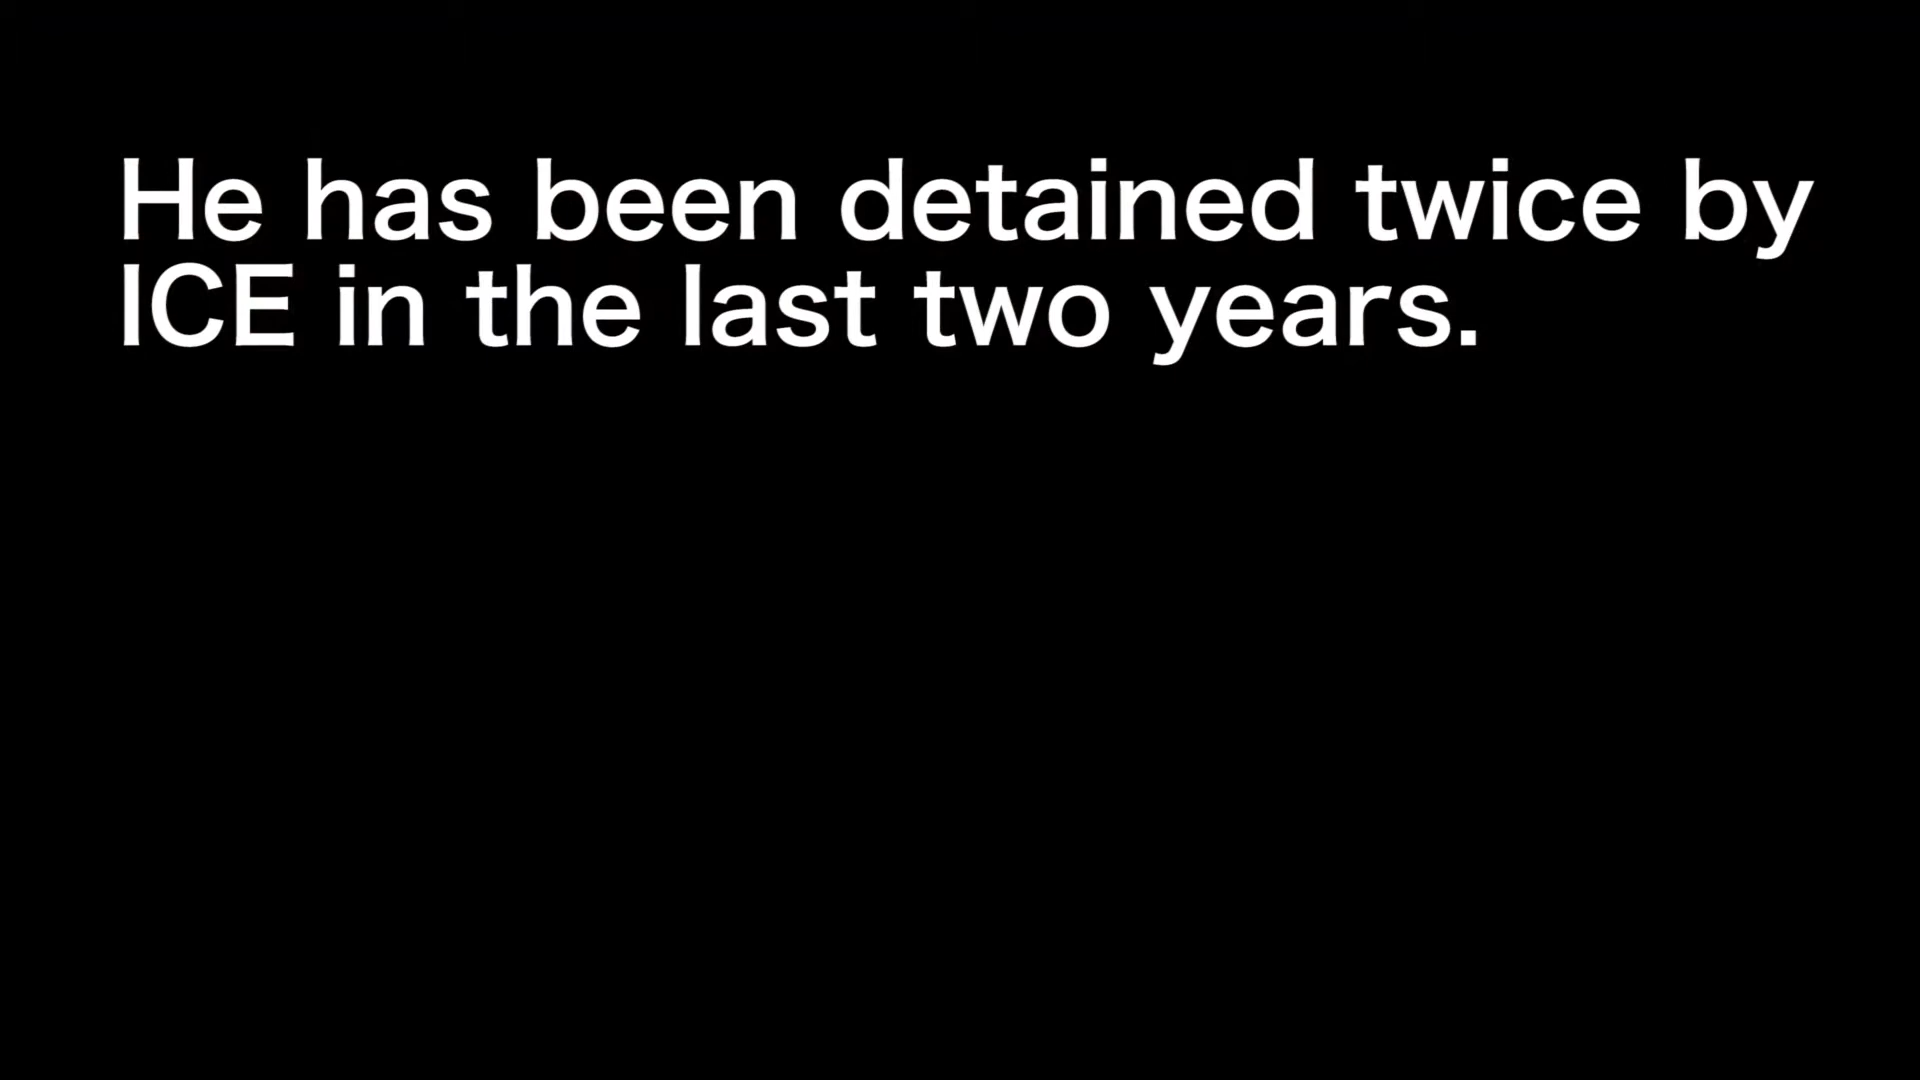 He has been detained twice by
ICE in the last two years.